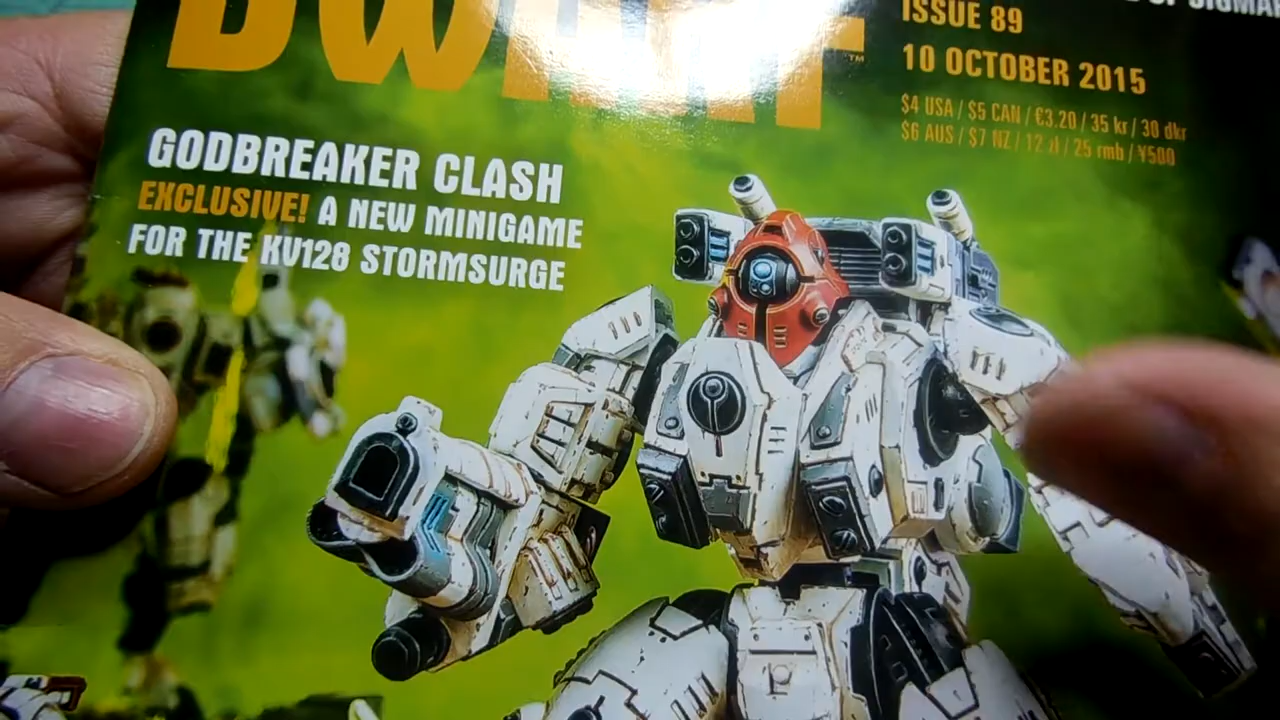 DWARF
ISSUE 89
10 OCTOBER 2015
$4 USA / $5 CAN / €3.20 / 35 kr / 30 dkr
$6 AUS / $7 NZ / 12 zł / 25 rmb / ¥500
GODBREAKER CLASH
EXCLUSIVE! A NEW MINIGAME
FOR THE KV128 STORMSURGE